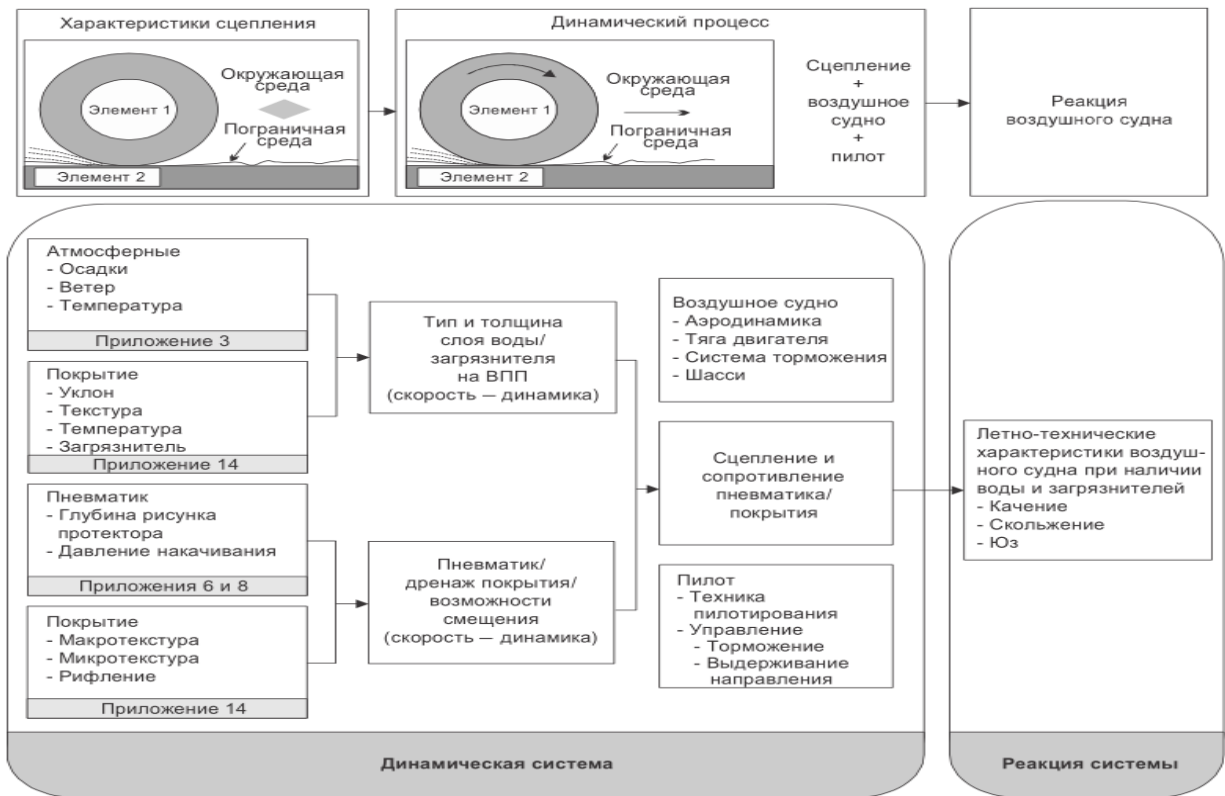 Характеристики сцепления
Окружающая
среда
Элемент 1
Пограничная
среда
Элемент 2
Динамический процесс
Окружающая
среда
Элемент 1
Пограничная
среда
Элемент 2
Сцепление
+
воздушное
судно
+
пилот
Реакция
воздушного судна
Атмосферные
- Осадки
- Ветер
- Температура
Приложение 3
Покрытие
- Уклон
- Текстура
- Температура
- Загрязнитель
Приложение 14
Пневматик
- Глубина рисунка
протектора
- Давление накачивания
Приложения 6 и 8
Покрытие
- Макротекстура
- Микротекстура
- Рифление
Приложение 14
Тип и толщина
слоя воды/
загрязнителя
на ВПП
(скорость — динамика)
Пневматик/
дренаж покрытия/
возможности
смещения
(скорость — динамика)
Воздушное судно
- Аэродинамика
- Тяга двигателя
- Система торможения
- Шасси
Сцепление и
сопротивление
пневматика/
покрытия
Пилот
- Техника
пилотирования
- Управление
- Торможение
- Выдерживание
направления
Динамическая система
Летно-технические
характеристики воздуш-
ного судна при наличии
воды и загрязнителей
- Качение
- Скольжение
- Юз
Реакция системы